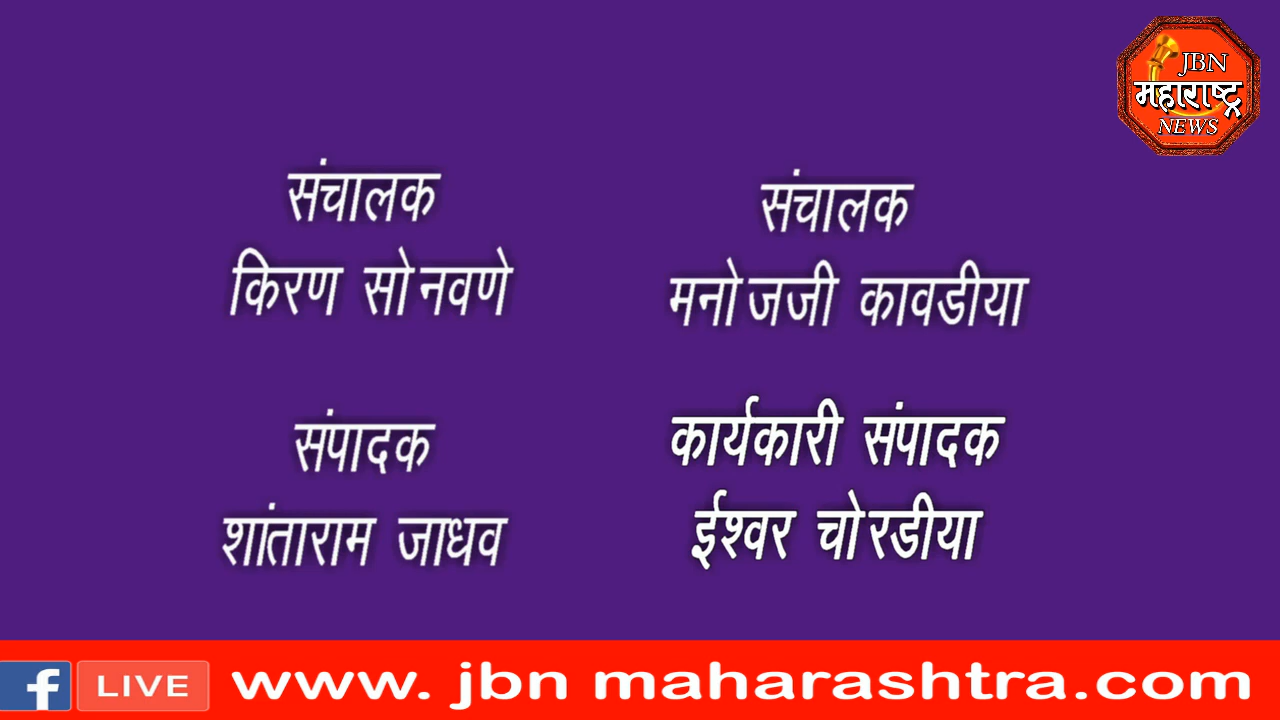 JBN
महाराष्ट्र
NEWS
संचालक
किरण सोनवणे
संचालक
मनोजजी कावडीया
संपादक
शांताराम जाधव
कार्यकारी संपादक
ईश्वर चोरडीया
f LIVE www. jbn maharashtra.com